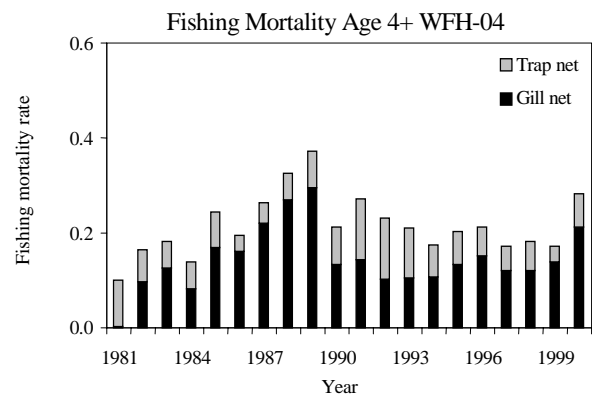 Fishing Mortality Age 4+ WFH-04
Fishing mortality rate
0.6
0.4
0.2
0.0
Trap net
Gill net
1981 1984 1987 1990 1993 1996 1999
Year